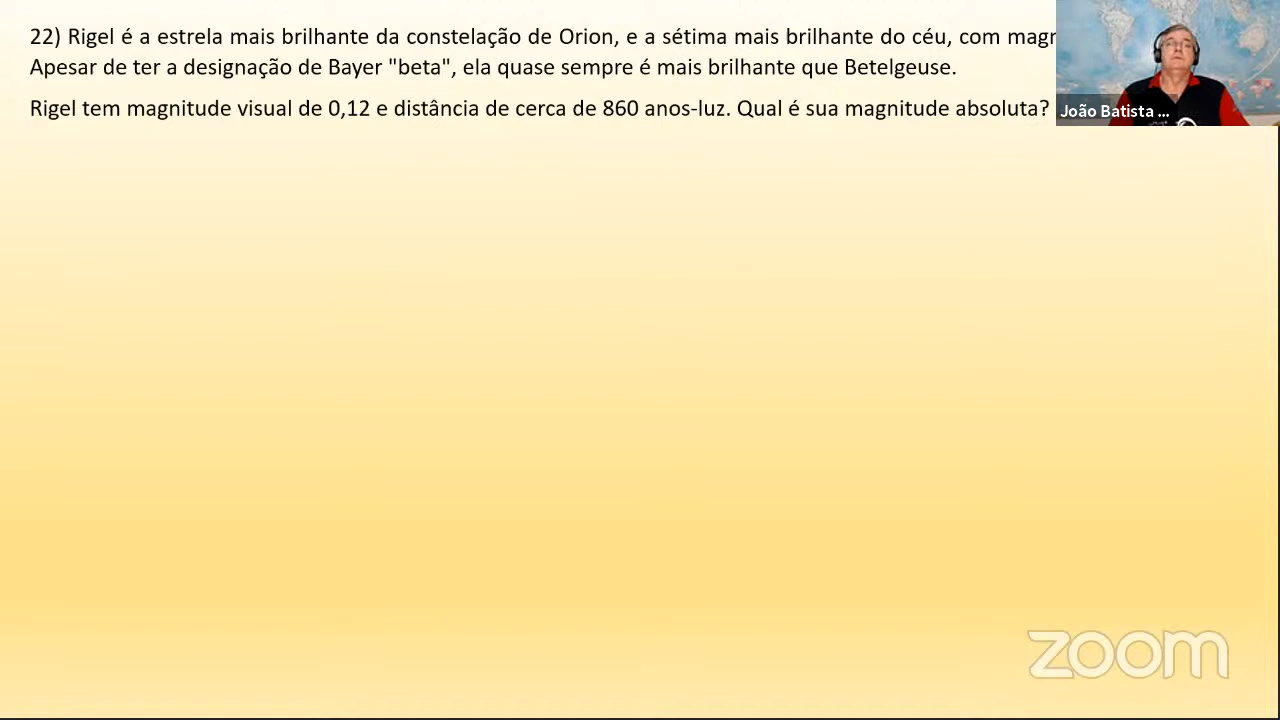 22) Rigel é a estrela mais brilhante da constelação de Orion, e a sétima mais brilhante do céu, com
Apesar de ter a designação de Bayer "beta", ela quase sempre é mais brilhante que Betelgeuse.
Rigel tem magnitude visual de 0,12 e distância de cerca de 860 anos-luz. Qual é sua magnitude absoluta?
João Batista ...
zoom